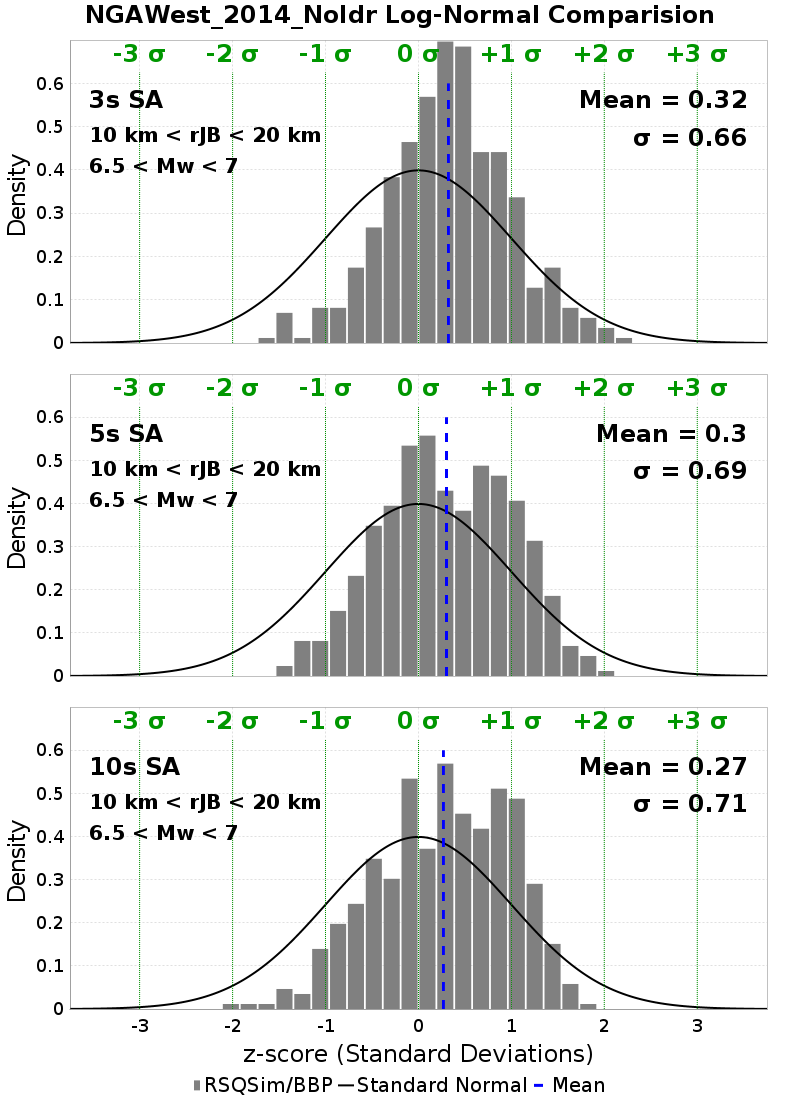 NGAWest_2014_NoIdr Log-Normal Comparision
-3 σ -2 σ -1 σ 0 σ +1 σ +2 σ +3 σ
3s SA
Mean = 0.32
10 km < rJB < 20 km
σ = 0.66
6.5 < Mw < 7
Density
0.6
0.5
0.4
0.3
0.2
0.1
0
-3 σ -2 σ -1 σ 0 σ +1 σ +2 σ +3 σ
5s SA
Mean = 0.3
10 km < rJB < 20 km
σ = 0.69
6.5 < Mw < 7
Density
0.6
0.5
0.4
0.3
0.2
0.1
0
-3 σ -2 σ -1 σ 0 σ +1 σ +2 σ +3 σ
10s SA
Mean = 0.27
10 km < rJB < 20 km
σ = 0.71
6.5 < Mw < 7
Density
0.6
0.5
0.4
0.3
0.2
0.1
0
-3 -2 -1 0 1 2 3
z-score (Standard Deviations)
RSQSim/BBP Standard Normal Mean